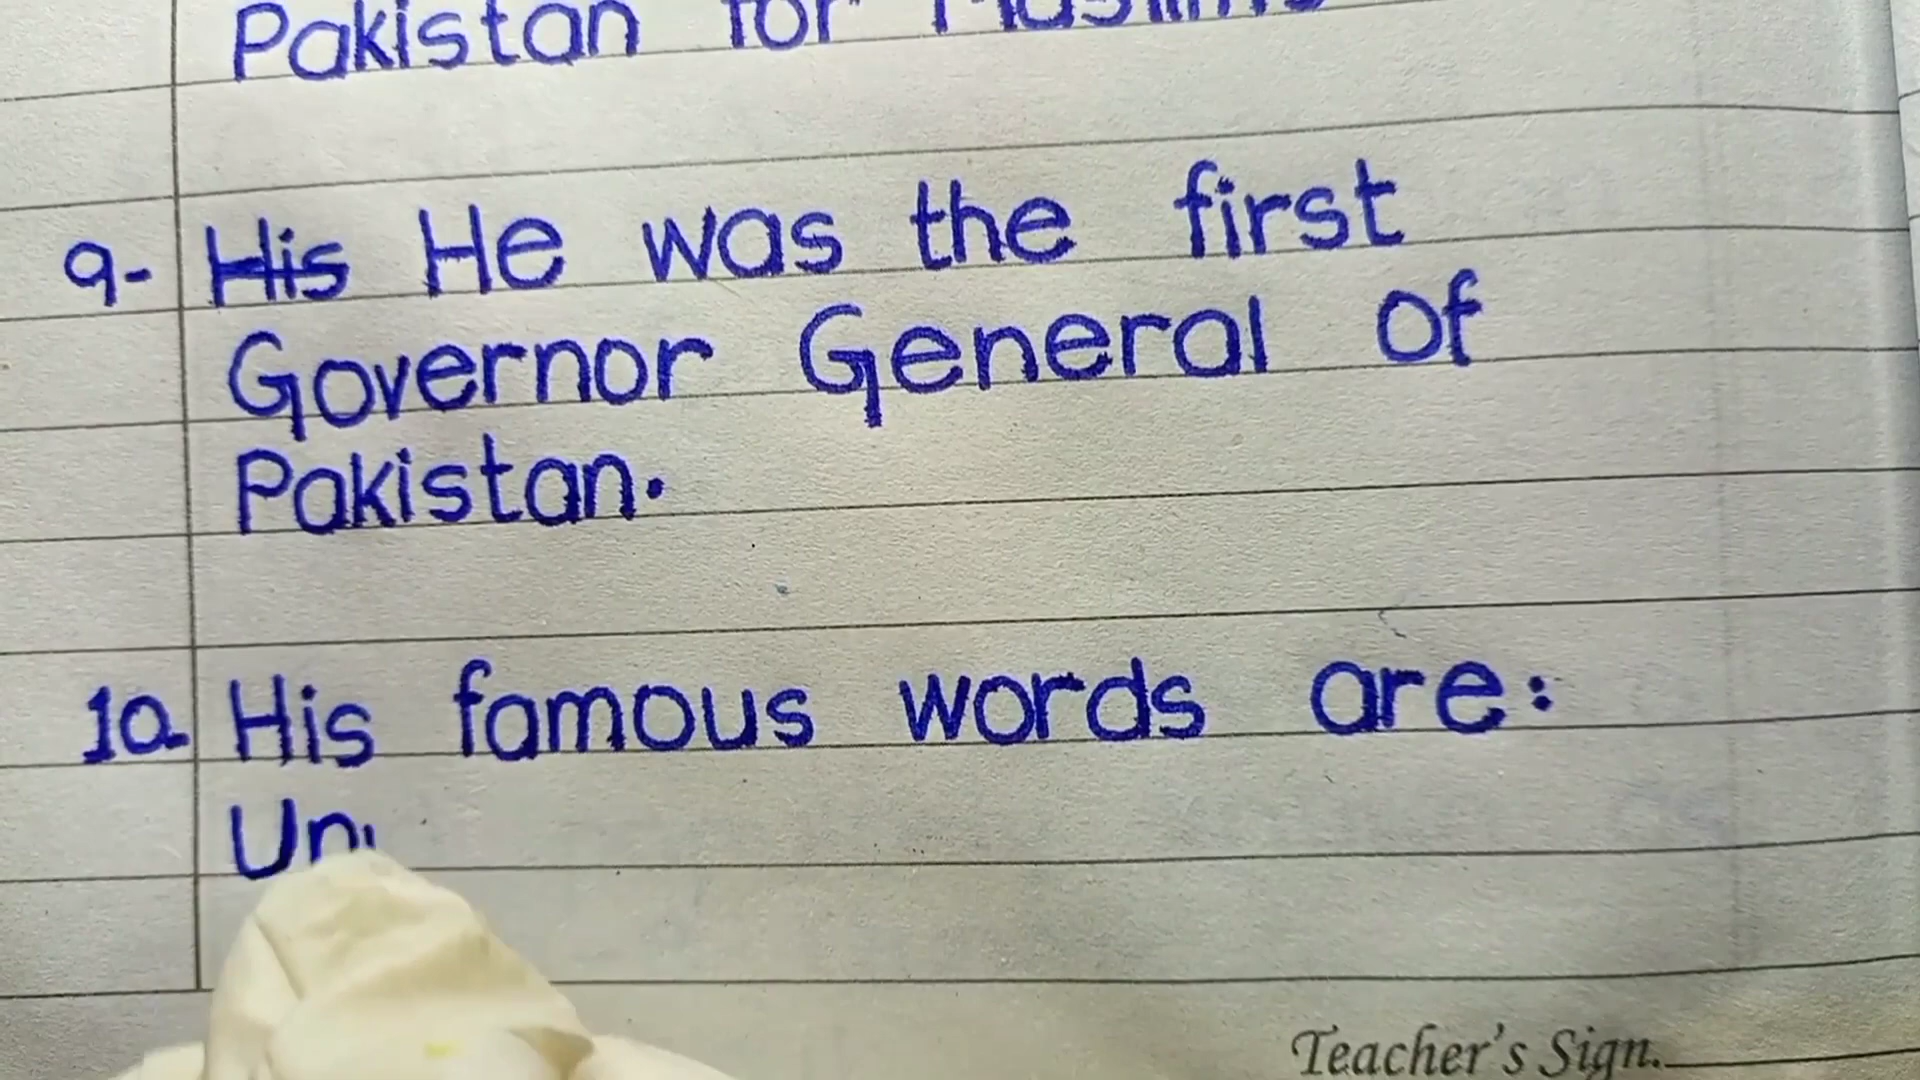 Pakistan for Muslims
9- His He was the first
Governor General Of
Pakistan.
10. His famous words are:
Teacher's Sign.